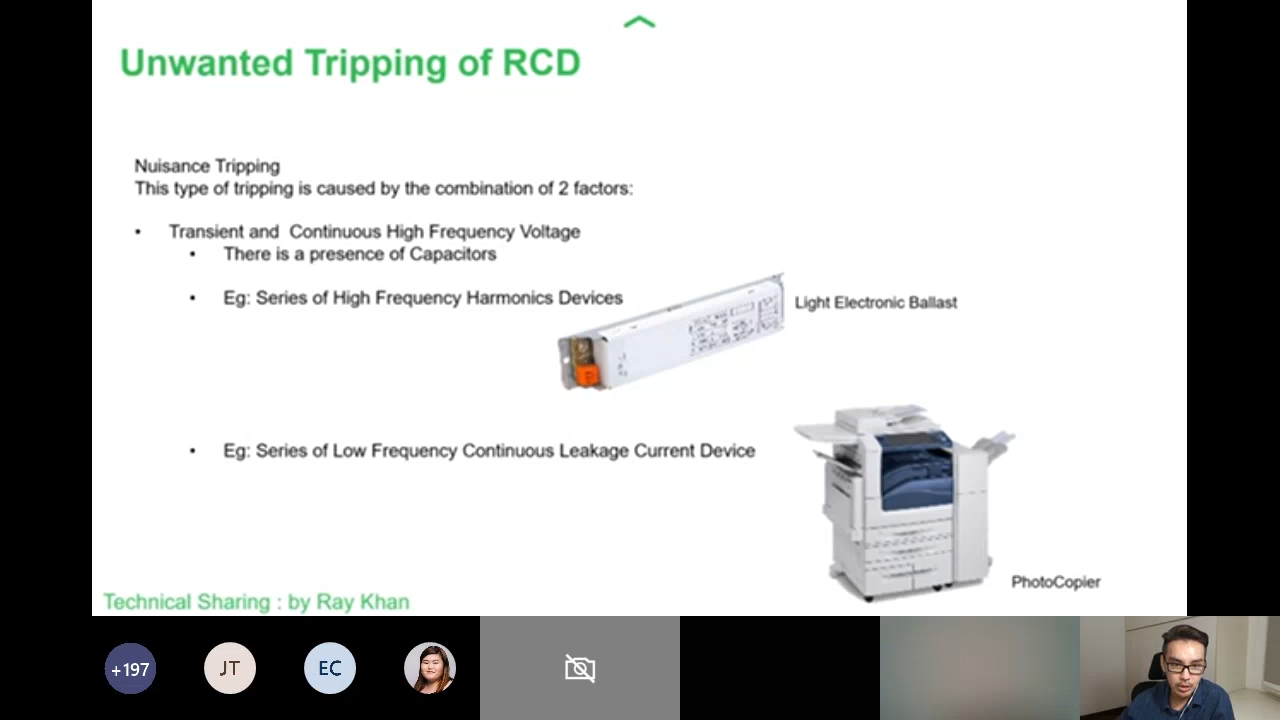 Unwanted Tripping of RCD
Nuisance Tripping
This type of tripping is caused by the combination of 2 factors:
• Transient and Continuous High Frequency Voltage
• There is a presence of Capacitors
• Eg: Series of High Frequency Harmonics Devices
Light Electronic Ballast
• Eg: Series of Low Frequency Continuous Leakage Current Device
PhotoCopier
Technical Sharing : by Ray Khan
+197
JT
EC